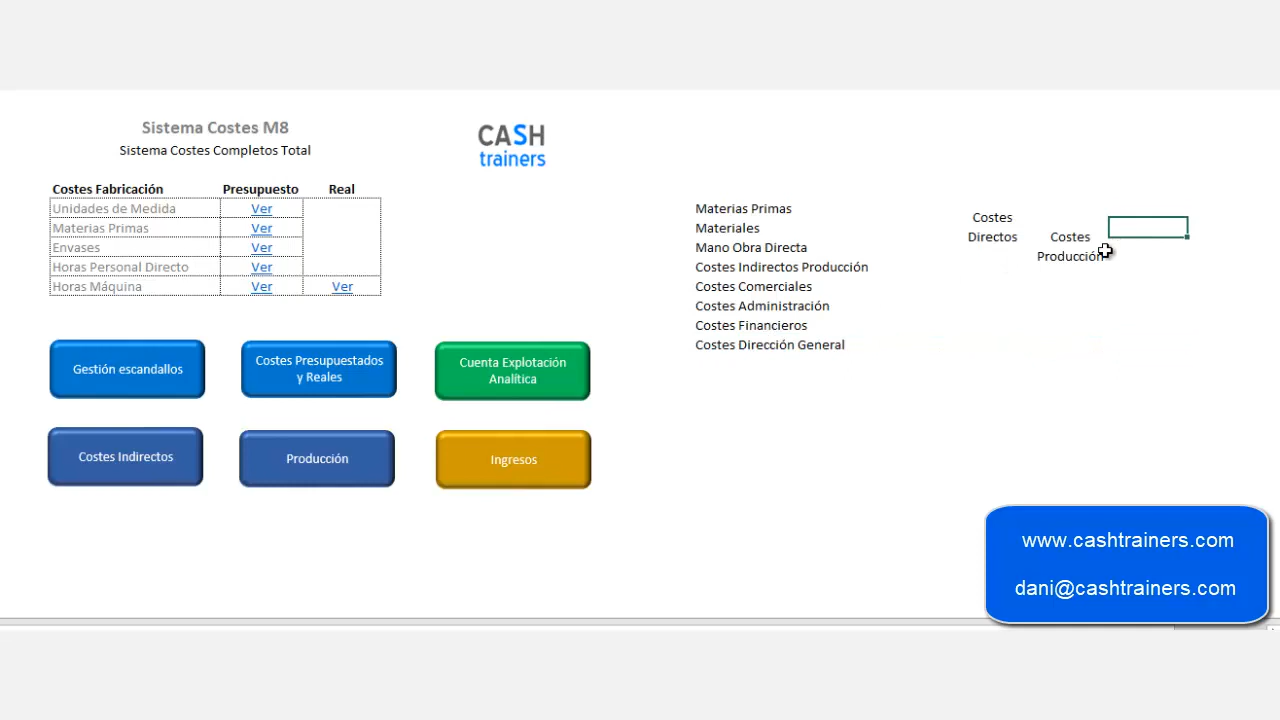 Sistema Costes M8
Sistema Costes Completos Total
CASH
trainers
Costes Fabricación Presupuesto Real
Unidades de Medida Ver
Materias Primas Ver
Envases Ver
Horas Personal Directo Ver
Horas Máquina Ver Ver
Gestión escandallos
Costes Presupuestados
y Reales
Cuenta Explotación
Analítica
Costes Indirectos
Producción
Ingresos
Materias Primas
Materiales
Mano Obra Directa
Costes Indirectos Producción
Costes Comerciales
Costes Administración
Costes Financieros
Costes Dirección General
Costes
Directos
Costes
Producción
www.cashtrainers.com
dani@cashtrainers.com